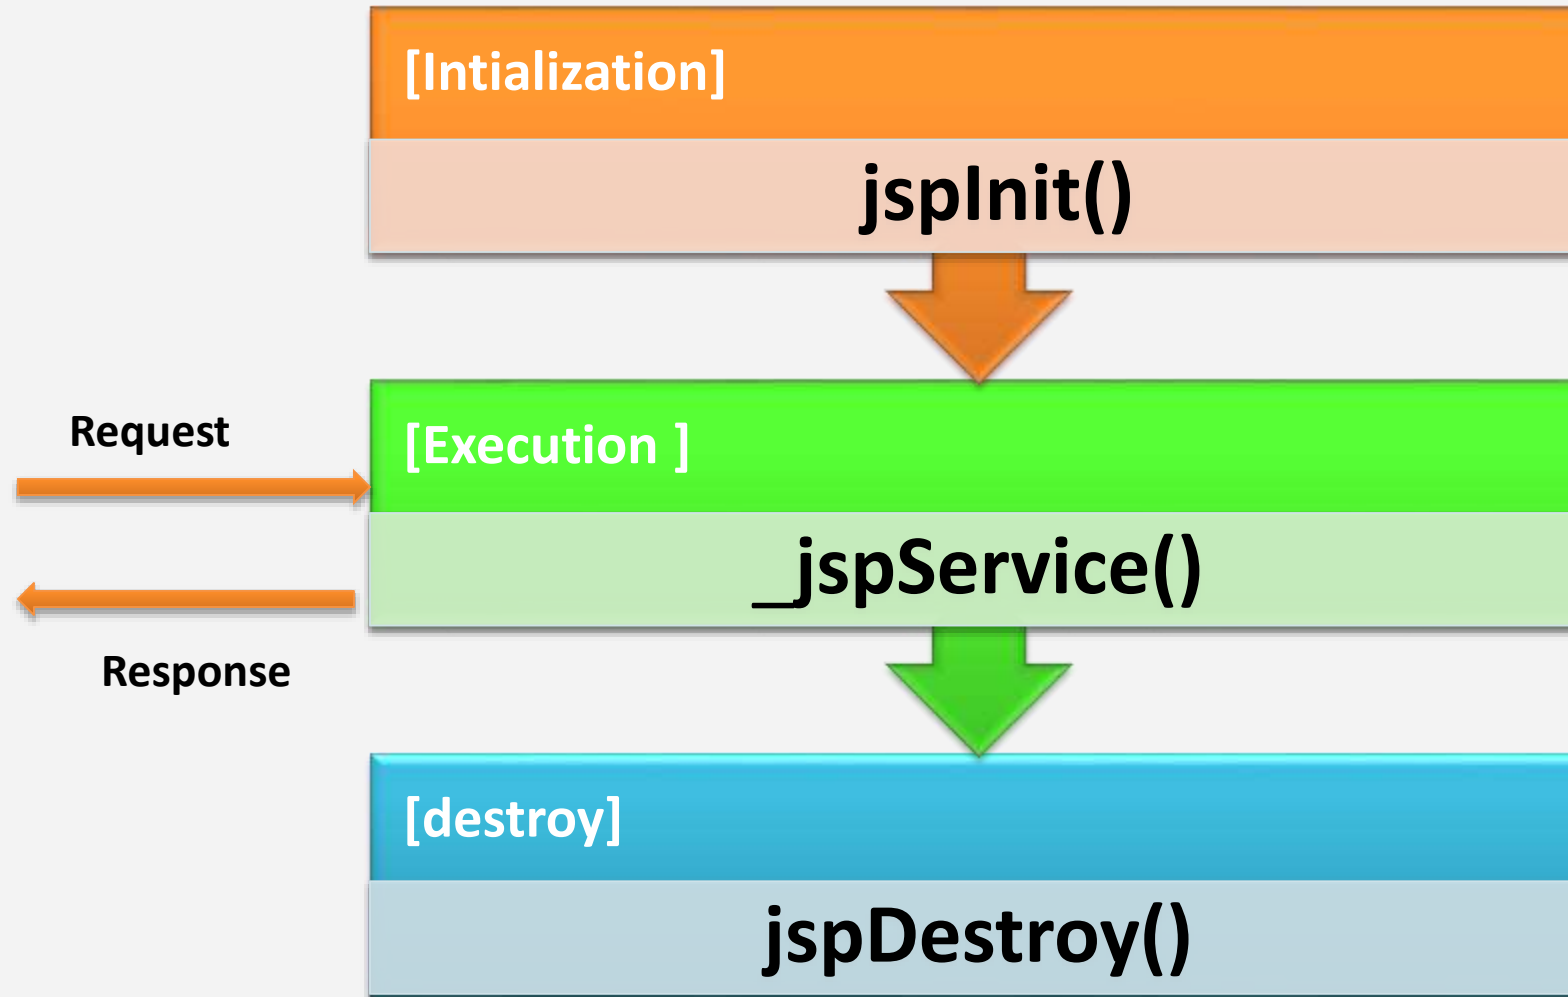 [Intialization]
jspInit()
Request
[Execution ]
_jspService()
Response
[destroy]
jspDestroy()